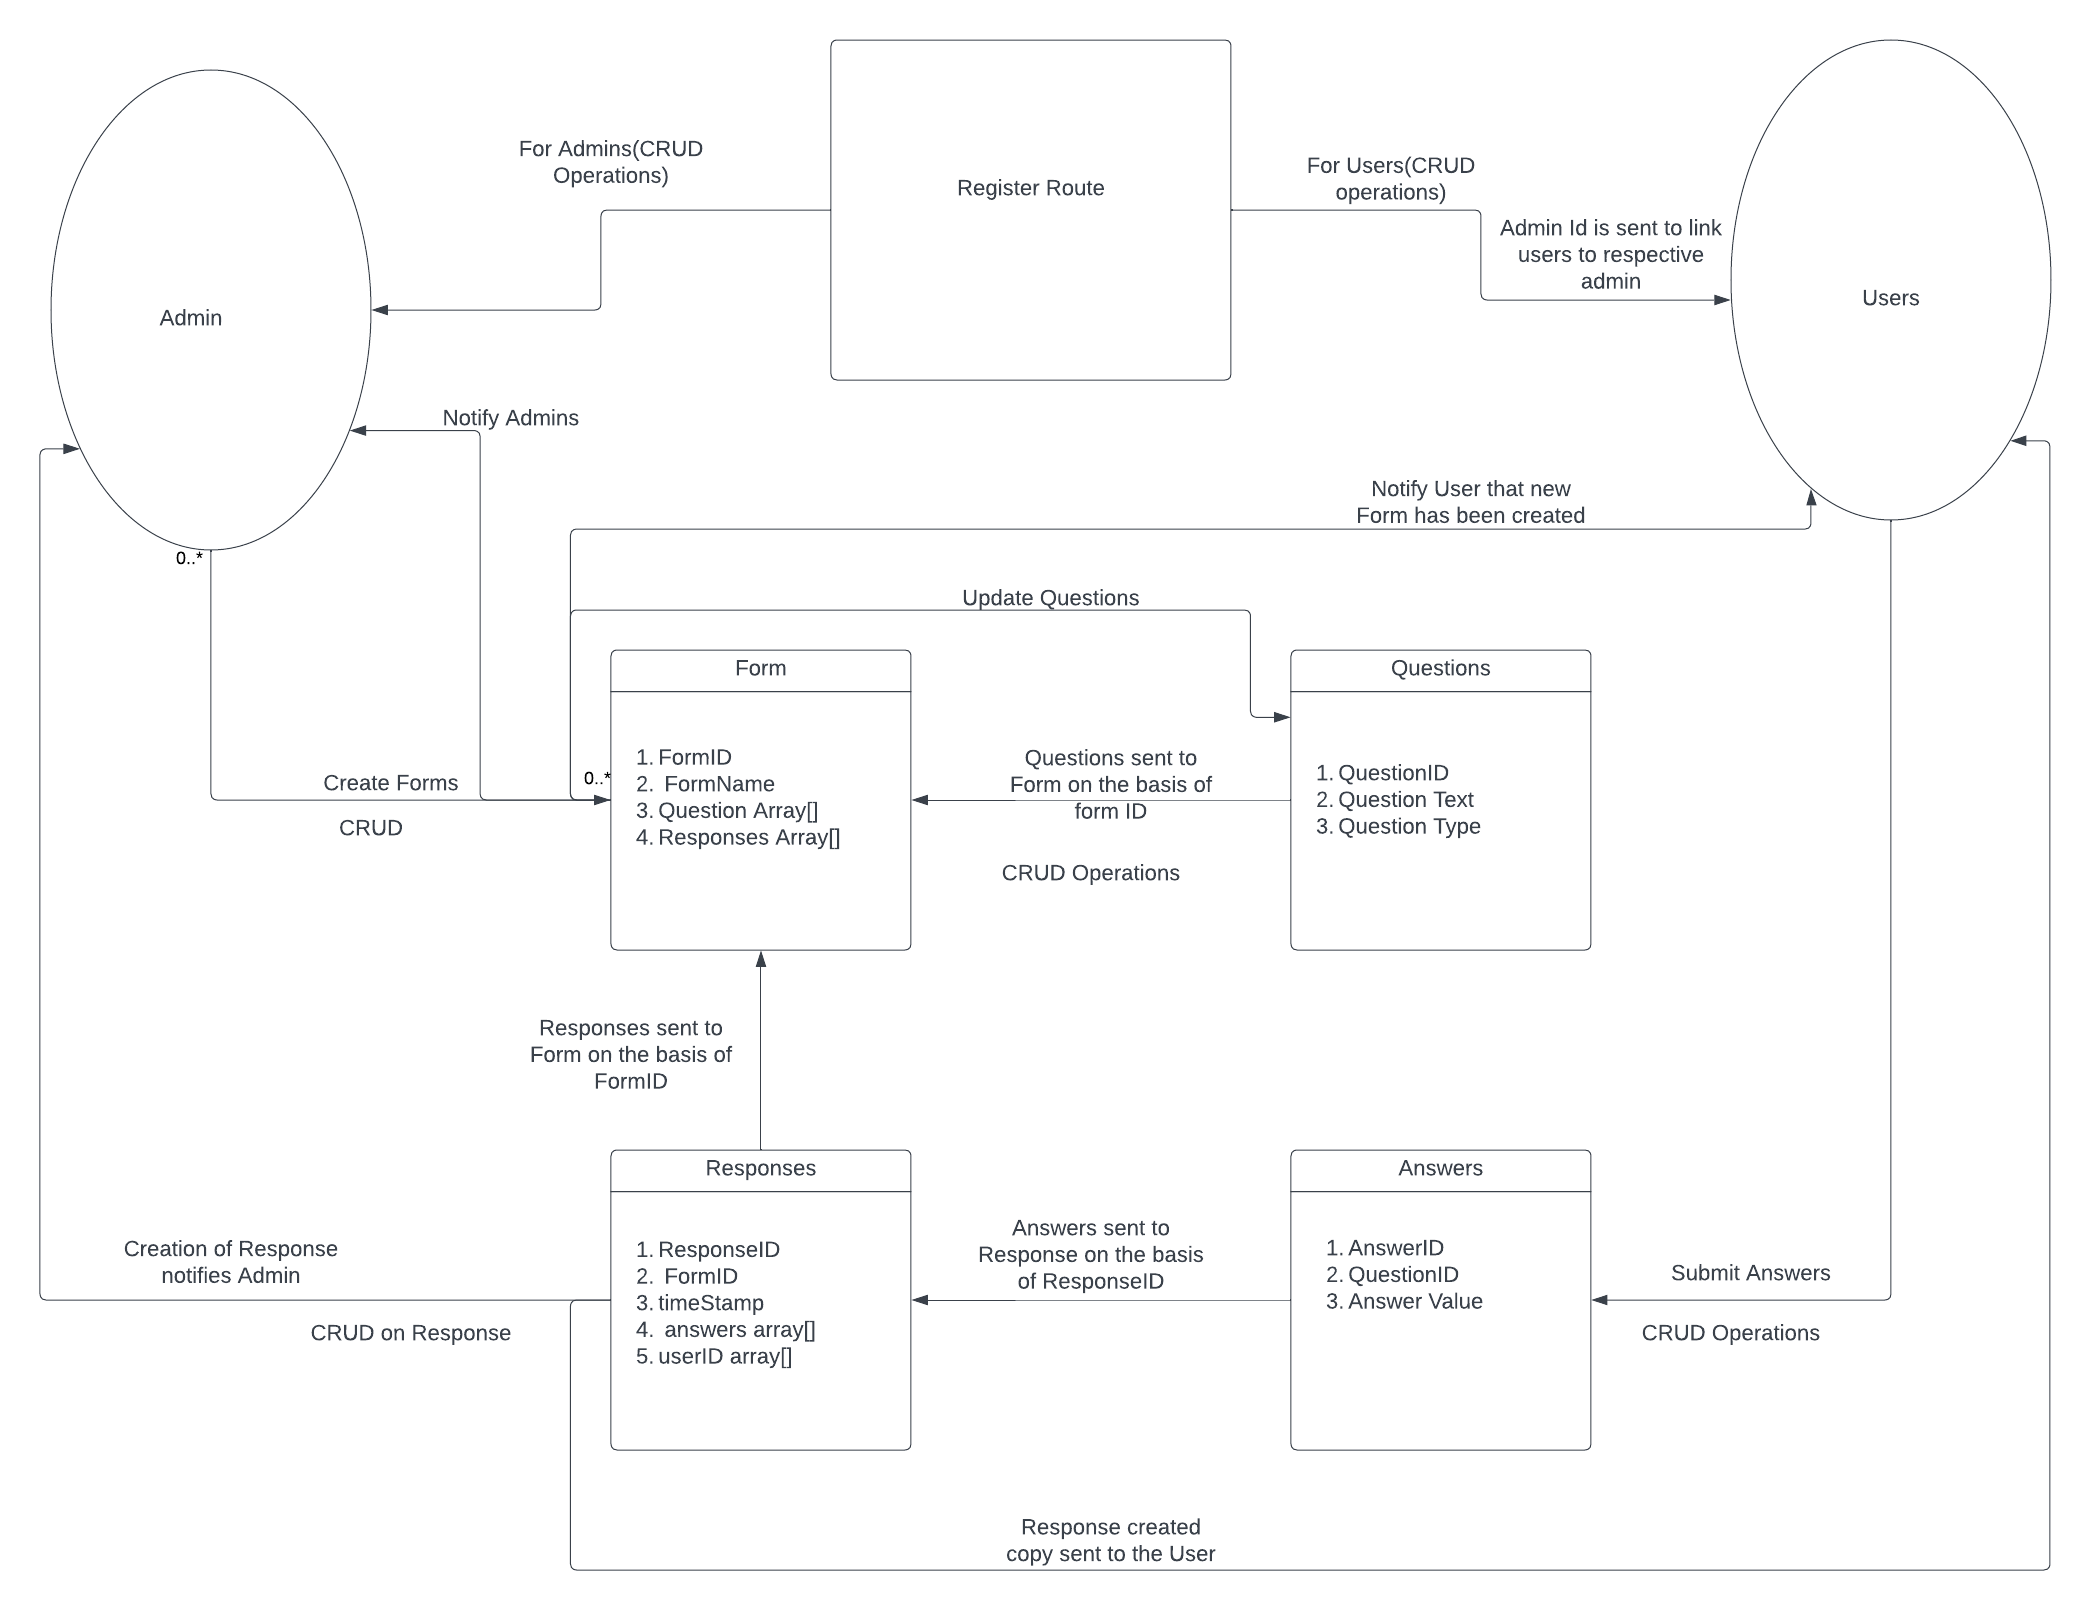 For Admins(CRUD
Operations)
Register Route
For Users(CRUD
operations)
Admin Id is sent to link
users to respective
admin
Admin
Users
Notify Admins
Notify User that new
Form has been created
0..*
Update Questions
Form
Questions
Create Forms
CRUD
0..*
1. FormID
2. FormName
3. Question Array[]
4. Responses Array[]
Questions sent to
Form on the basis of
form ID
CRUD Operations
1. QuestionID
2. Question Text
3. Question Type
Responses sent to
Form on the basis of
FormID
Responses
Answers
Creation of Response
notifies Admin
CRUD on Response
1. ResponseID
2. FormID
3. timeStamp
4. answers array[]
5. userID array[]
Answers sent to
Response on the basis
of ResponseID
1. AnswerID
2. QuestionID
3. Answer Value
Submit Answers
CRUD Operations
Response created
copy sent to the User